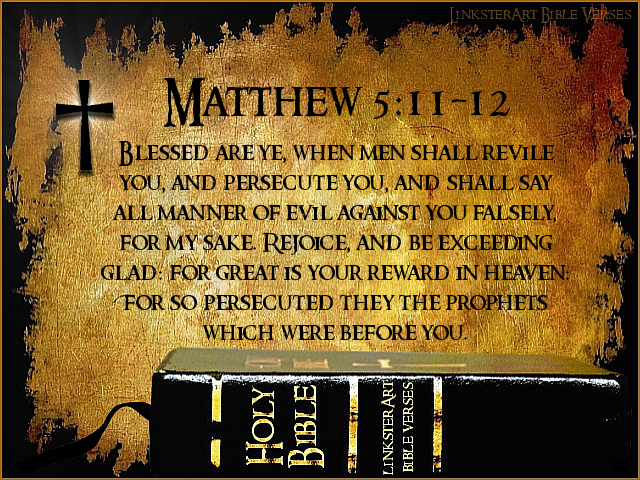 LinksterArt Bible Verses
Matthew 5:11-12
Blessed are ye, when men shall revile
you, and persecute you, and shall say
all manner of evil against you falsely,
for my sake. Rejoice, and be exceeding
glad: for great is your reward in heaven:
for so persecuted they the prophets
which were before you.
Holy
Bible
LinksterArt
Bible Verses